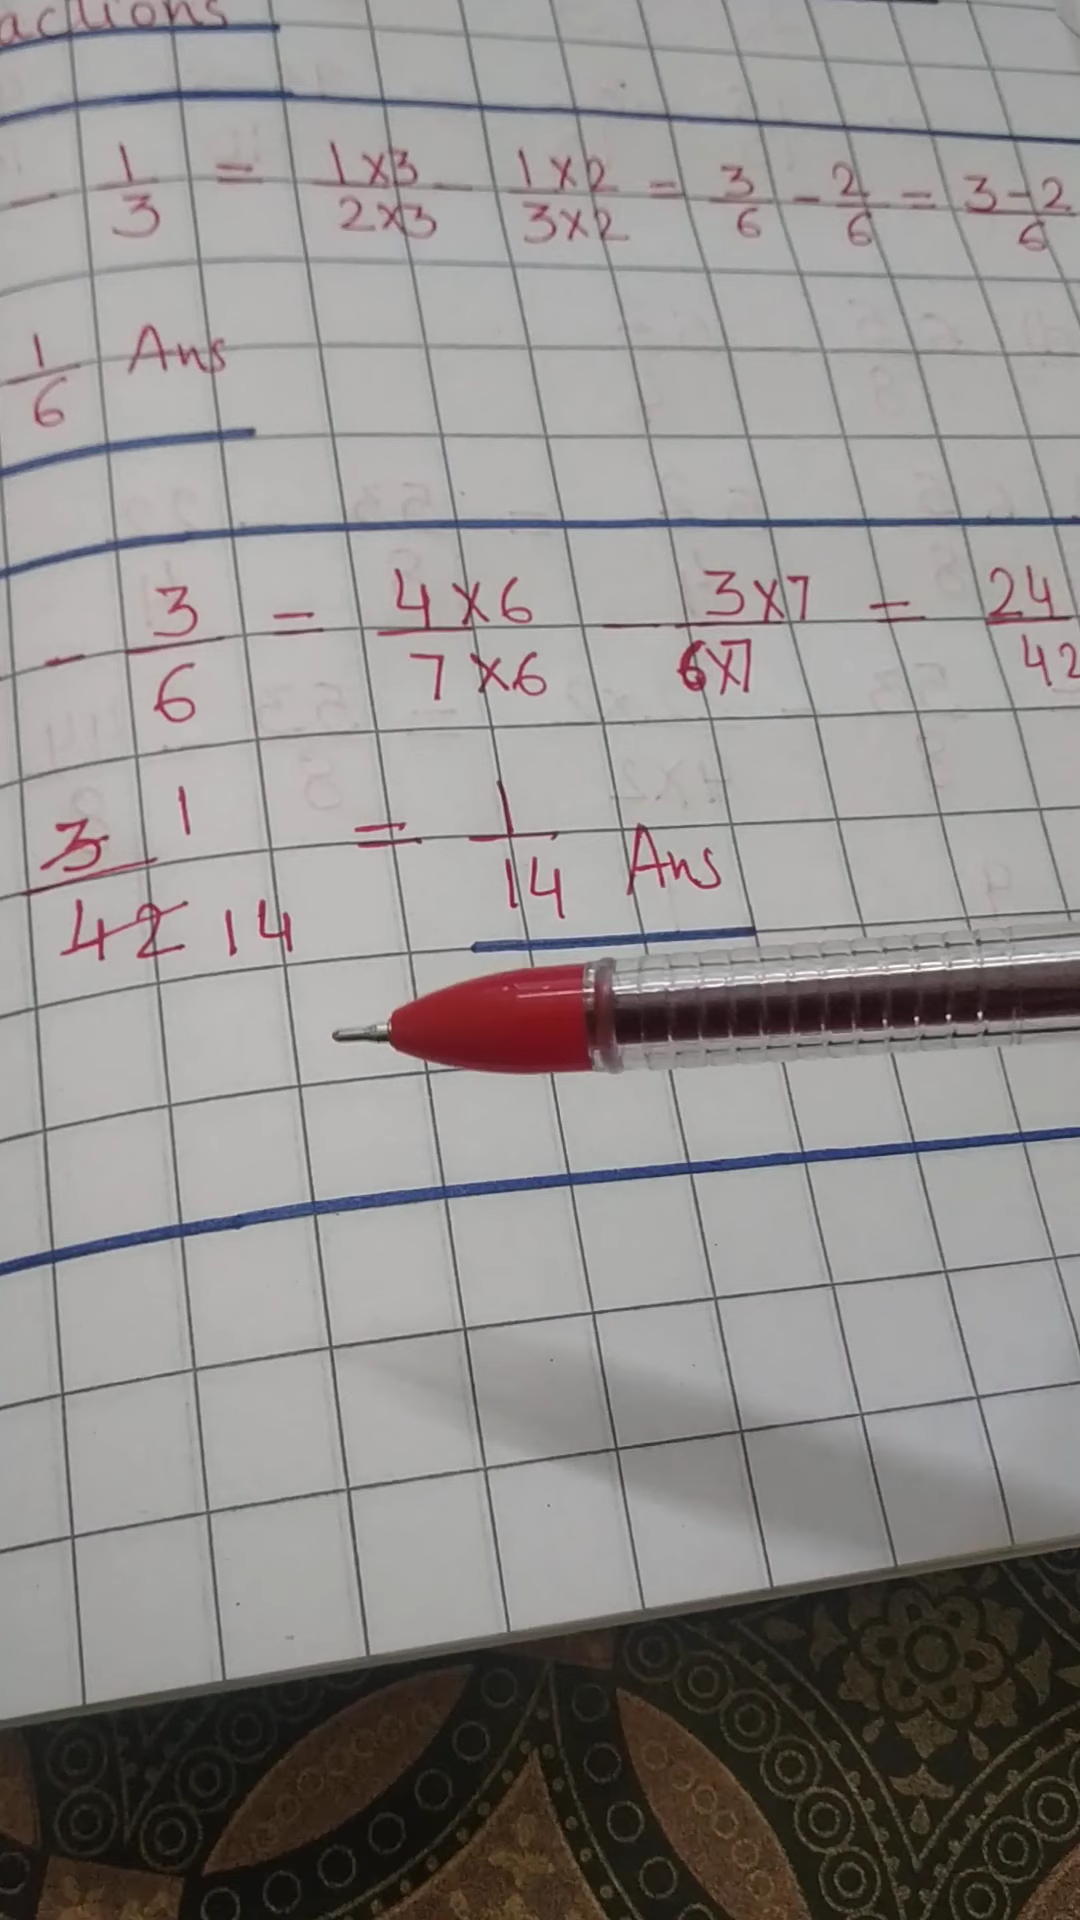 actions
- 1/3 = 1×3/2×3 - 1×2/3×2 = 3/6 - 2/6 = 3-2/6
1/6 Ans
- 3/6 = 4×6/7×6 - 3×7/6×7 = 24/42
3 1/42 14 = 1/14 Ans